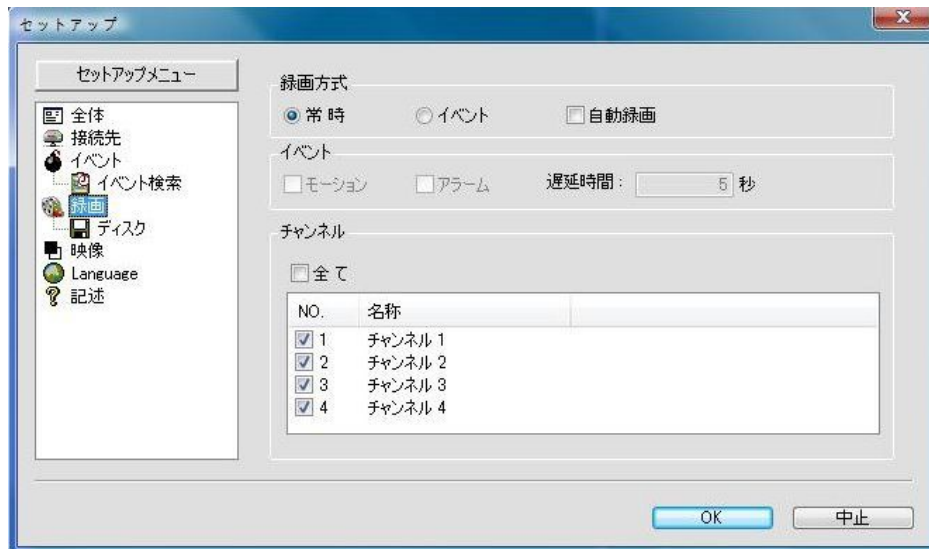 セットアップ
セットアップメニュー
全体
接続先
イベント
イベント検索
録画
ディスク
映像
Language
記述
録画方式
常時 イベント 自動録画
イベント
モーション アラーム 遅延時間： 5 秒
チャンネル
全て
NO. 名称
1 チャンネル 1
2 チャンネル 2
3 チャンネル 3
4 チャンネル 4
OK 中止